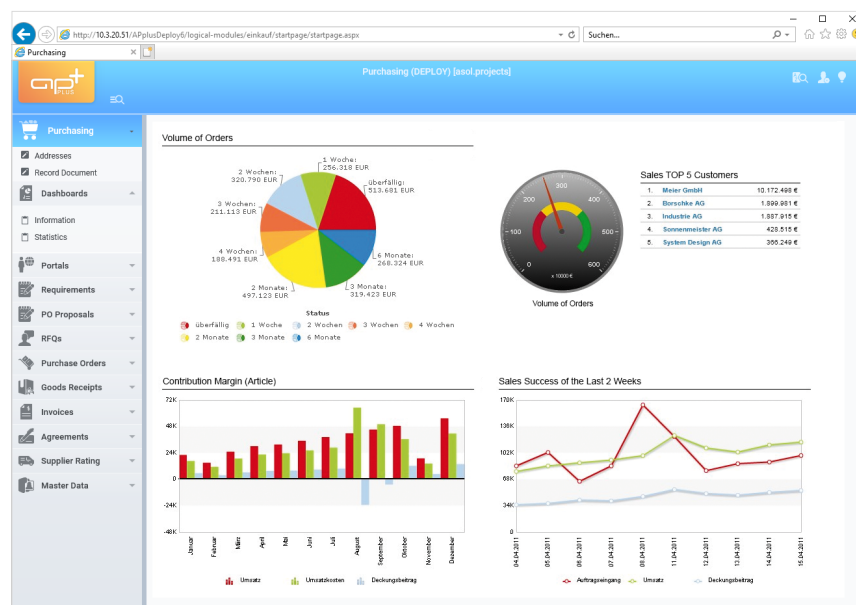 http://10.3.20.51/APplusDeploy6/logical-modules/einkauf/startpage/startpage.aspx
Suchen...
Purchasing
ap+
PLUS
Purchasing (DEPLOY) [asol.projects]
Purchasing
Addresses
Record Document
Dashboards
Information
Statistics
Portals
Requirements
PO Proposals
RFQs
Purchase Orders
Goods Receipts
Invoices
Agreements
Supplier Rating
Master Data
Volume of Orders
1 Woche:
256.318 EUR
2 Wochen:
320.790 EUR
überfällig:
513.681 EUR
3 Wochen:
211.113 EUR
4 Wochen:
188.491 EUR
6 Monate:
268.324 EUR
2 Monate:
497.123 EUR
3 Monate:
319.423 EUR
Status
überfällig 1 Woche 2 Wochen 3 Wochen 4 Wochen
2 Monate 3 Monate 6 Monate
300
200 400
100 500
0 600
x 10000 €
Volume of Orders
Sales TOP 5 Customers
1. Meier GmbH 10.172.498 €
2. Borschke AG 1.899.981 €
3. Industrie AG 1.887.915 €
4. Sonnenmeister AG 428.515 €
5. System Design AG 366.249 €
Contribution Margin (Article)
72K
48K
24K
0
-24K
-48K
Januar
Februar
März
April
Mai
Juni
Juli
August
September
Oktober
November
Dezember
Umsatz Umsatzkosten Deckungsbeitrag
Sales Success of the Last 2 Weeks
178K
136K
102K
68K
34K
0
04.04.2011
05.04.2011
06.04.2011
07.04.2011
08.04.2011
11.04.2011
12.04.2011
13.04.2011
14.04.2011
15.04.2011
Auftragseingang Umsatz Deckungsbeitrag